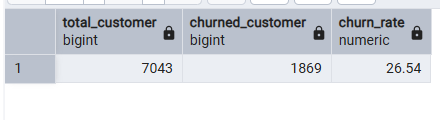 total_customer churned_customer churn_rate
bigint bigint numeric
1 7043 1869 26.54